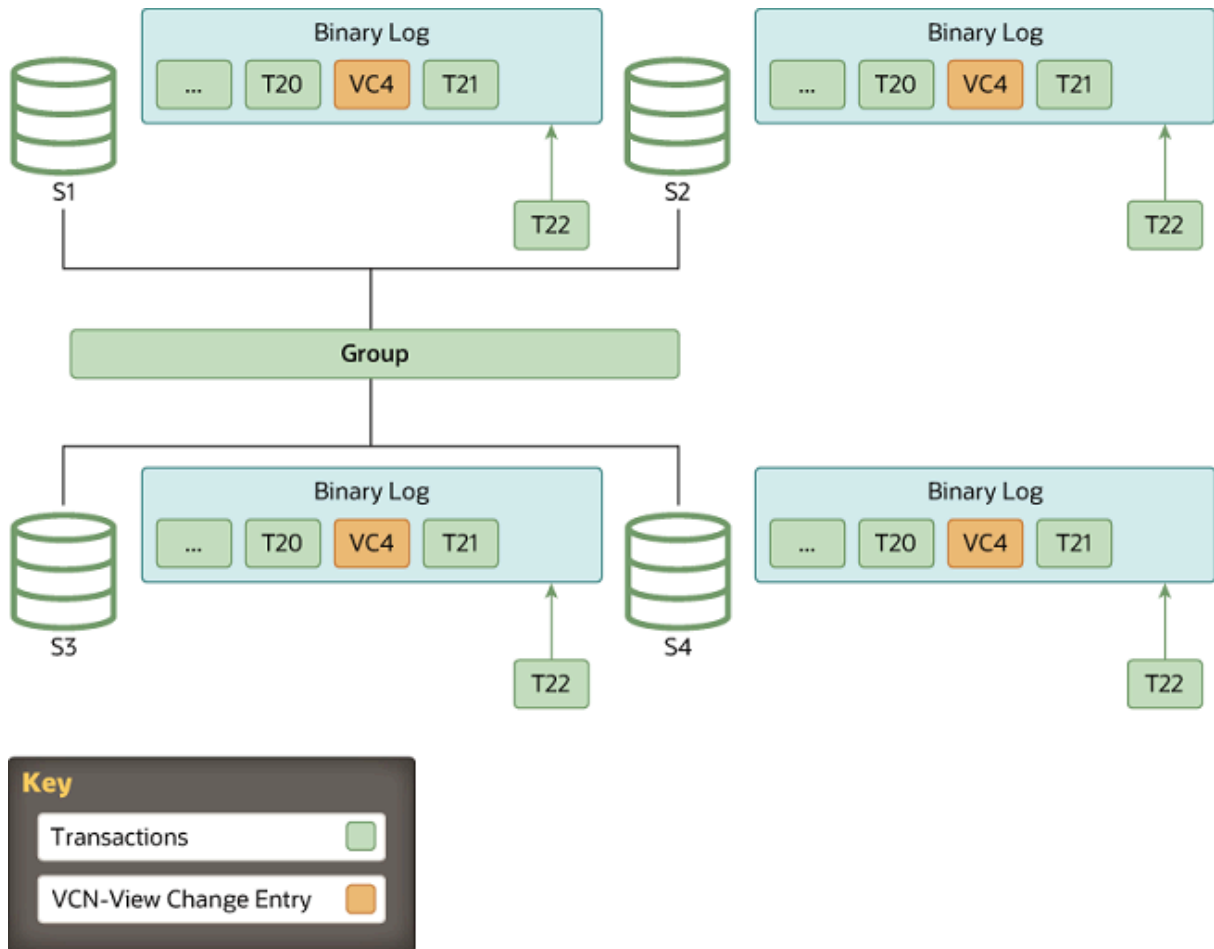 Binary Log
... T20 VC4 T21
S1
T22
Binary Log
... T20 VC4 T21
S2
T22
Group
Binary Log
... T20 VC4 T21
S3
T22
Binary Log
... T20 VC4 T21
S4
T22
Key
Transactions
VCN-View Change Entry